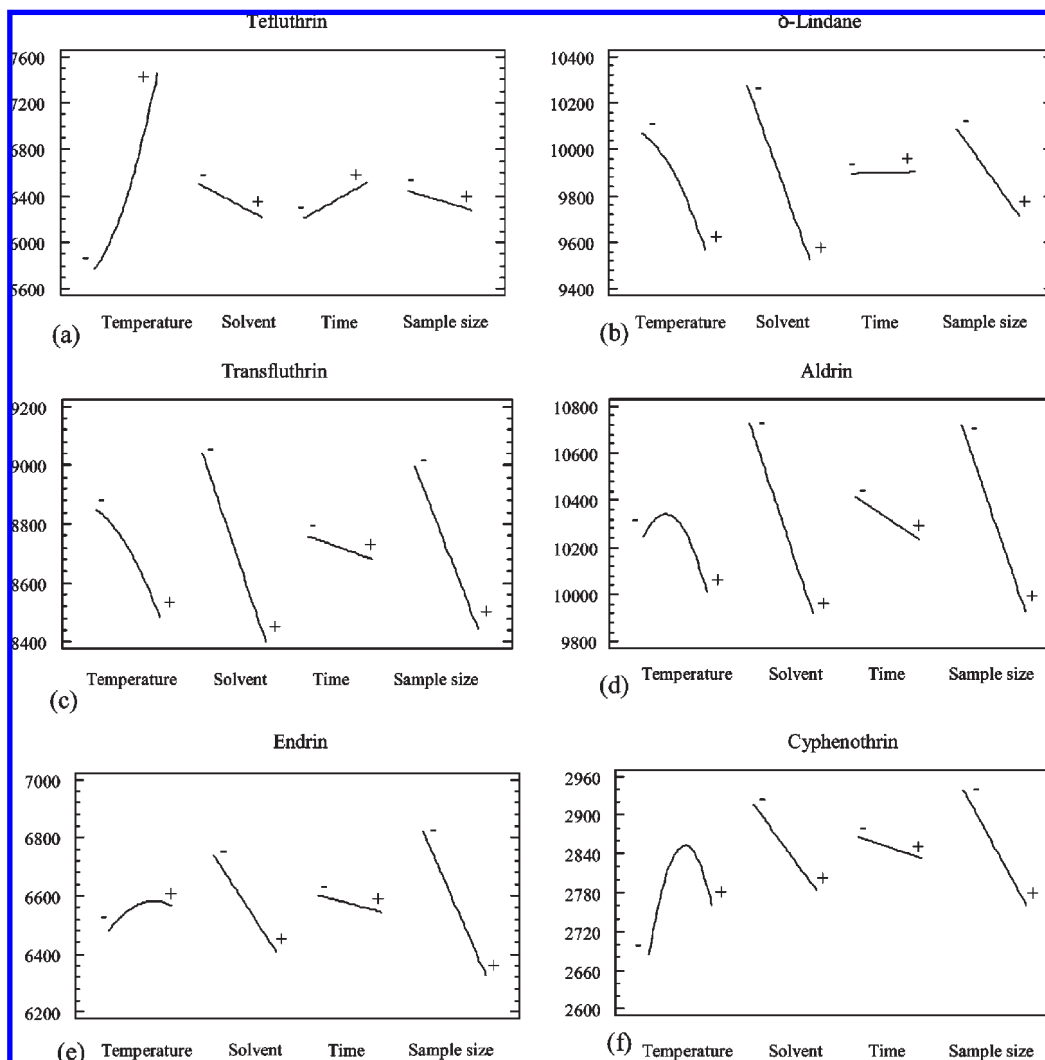 Tefluthrin
7600
7200
6800
6400
6000
5600
- + - + - + - +
Temperature Solvent Time Sample size
(a)
δ-Lindane
10400
10200
10000
9800
9600
9400
- + - + - + - +
Temperature Solvent Time Sample size
(b)
Transfluthrin
9200
9000
8800
8600
8400
- + - + - + - +
Temperature Solvent Time Sample size
(c)
Aldrin
10800
10600
10400
10200
10000
9800
- + - + - + - +
Temperature Solvent Time Sample size
(d)
Endrin
7000
6800
6600
6400
6200
- + - + - + - +
Temperature Solvent Time Sample size
(e)
Cyphenothrin
2960
2900
2840
2780
2720
2660
2600
- + - + - + - +
Temperature Solvent Time Sample size
(f)